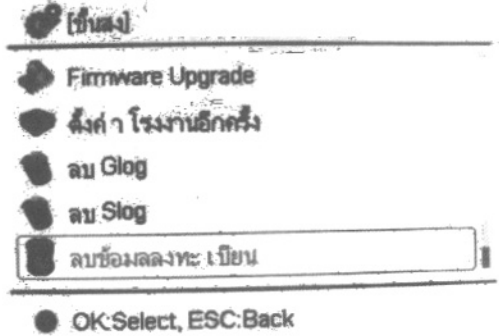 [ขั้นสูง]
Firmware Upgrade
ตั้งค่า โรงงานอีกครั้ง
ลบ Glog
ลบ Slog
ลบข้อมูลลงทะเบียน
OK:Select, ESC:Back